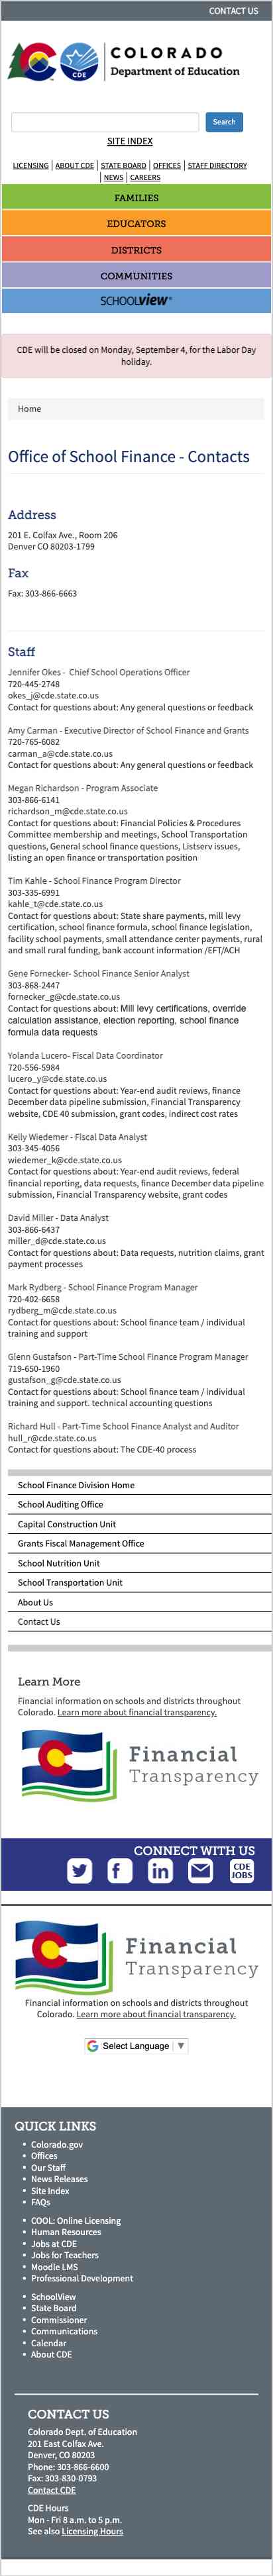 CONTACT US
CDE
COLORADO
Department of Education
Search
SITE INDEX
LICENSING | ABOUT CDE | STATE BOARD | OFFICES | STAFF DIRECTORY
| NEWS | CAREERS
FAMILIES
EDUCATORS
DISTRICTS
COMMUNITIES
SCHOOLVIEW®
CDE will be closed on Monday, September 4, for the Labor Day
holiday.
Home
Office of School Finance - Contacts
Address
201 E. Colfax Ave., Room 206
Denver CO 80203-1799
Fax
Fax: 303-866-6663
Staff
Jennifer Okes - Chief School Operations Officer
720-445-2748
okes_j@cde.state.co.us
Contact for questions about: Any general questions or feedback
Amy Carman - Executive Director of School Finance and Grants
720-765-6082
carman_a@cde.state.co.us
Contact for questions about: Any general questions or feedback
Megan Richardson - Program Associate
303-866-6141
richardson_m@cde.state.co.us
Contact for questions about: Financial Policies & Procedures
Committee membership and meetings, School Transportation
questions, General school finance questions, Listserv issues,
listing an open finance or transportation position
Tim Kahle - School Finance Program Director
303-335-6991
kahle_t@cde.state.co.us
Contact for questions about: State share payments, mill levy
certification, school finance formula, school finance legislation,
facility school payments, small attendance center payments, rural
and small rural funding, bank account information /EFT/ACH
Gene Fornecker- School Finance Senior Analyst
303-868-2447
fornecker_g@cde.state.co.us
Contact for questions about: Mill levy certifications, override
calculation assistance, election reporting, school finance
formula data requests
Yolanda Lucero- Fiscal Data Coordinator
720-556-5984
lucero_y@cde.state.co.us
Contact for questions about: Year-end audit reviews, finance
December data pipeline submission, Financial Transparency
website, CDE 40 submission, grant codes, indirect cost rates
Kelly Wiedemer - Fiscal Data Analyst
303-345-4056
wiedemer_k@cde.state.co.us
Contact for questions about: Year-end audit reviews, federal
financial reporting, data requests, finance December data pipeline
submission, Financial Transparency website, grant codes
David Miller - Data Analyst
303-866-6437
miller_d@cde.state.co.us
Contact for questions about: Data requests, nutrition claims, grant
payment processes
Mark Rydberg - School Finance Program Manager
720-402-6658
rydberg_m@cde.state.co.us
Contact for questions about: School finance team / individual
training and support
Glenn Gustafson - Part-Time School Finance Program Manager
719-650-1960
gustafson_g@cde.state.co.us
Contact for questions about: School finance team / individual
training and support. technical accounting questions
Richard Hull - Part-Time School Finance Analyst and Auditor
hull_r@cde.state.co.us
Contact for questions about: The CDE-40 process
School Finance Division Home
School Auditing Office
Capital Construction Unit
Grants Fiscal Management Office
School Nutrition Unit
School Transportation Unit
About Us
Contact Us
Learn More
Financial information on schools and districts throughout
Colorado. Learn more about financial transparency.
Financial
Transparency
CONNECT WITH US
CDE
JOBS
Financial
Transparency
Financial information on schools and districts throughout
Colorado. Learn more about financial transparency.
Select Language ▼
QUICK LINKS
Colorado.gov
Offices
Our Staff
News Releases
Site Index
FAQs
COOL: Online Licensing
Human Resources
Jobs at CDE
Jobs for Teachers
Moodle LMS
Professional Development
SchoolView
State Board
Commissioner
Communications
Calendar
About CDE
CONTACT US
Colorado Dept. of Education
201 East Colfax Ave.
Denver, CO 80203
Phone: 303-866-6600
Fax: 303-830-0793
Contact CDE
CDE Hours
Mon - Fri 8 a.m. to 5 p.m.
See also Licensing Hours